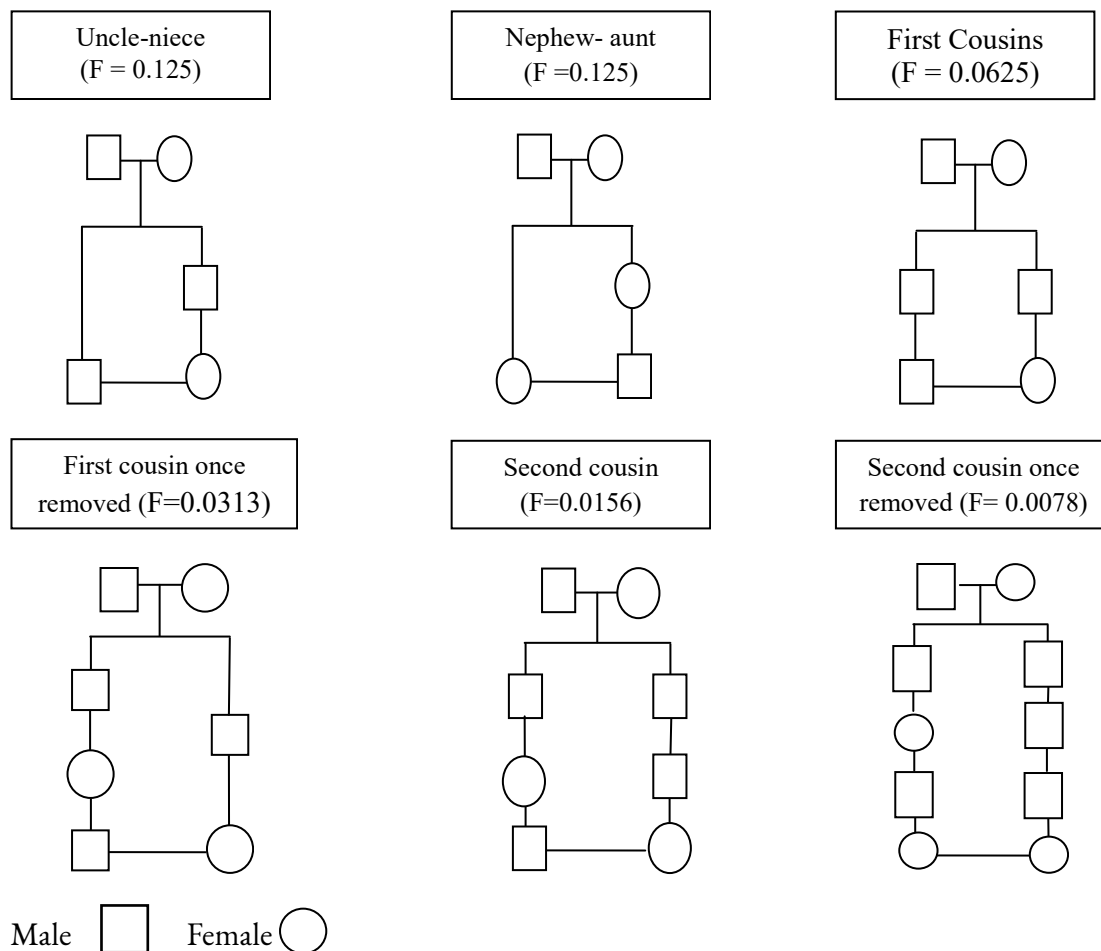 Uncle-niece
(F = 0.125)
Nephew- aunt
(F =0.125)
First Cousins
(F = 0.0625)
First cousin once
removed (F=0.0313)
Second cousin
(F=0.0156)
Second cousin once
removed (F= 0.0078)
Male
Female